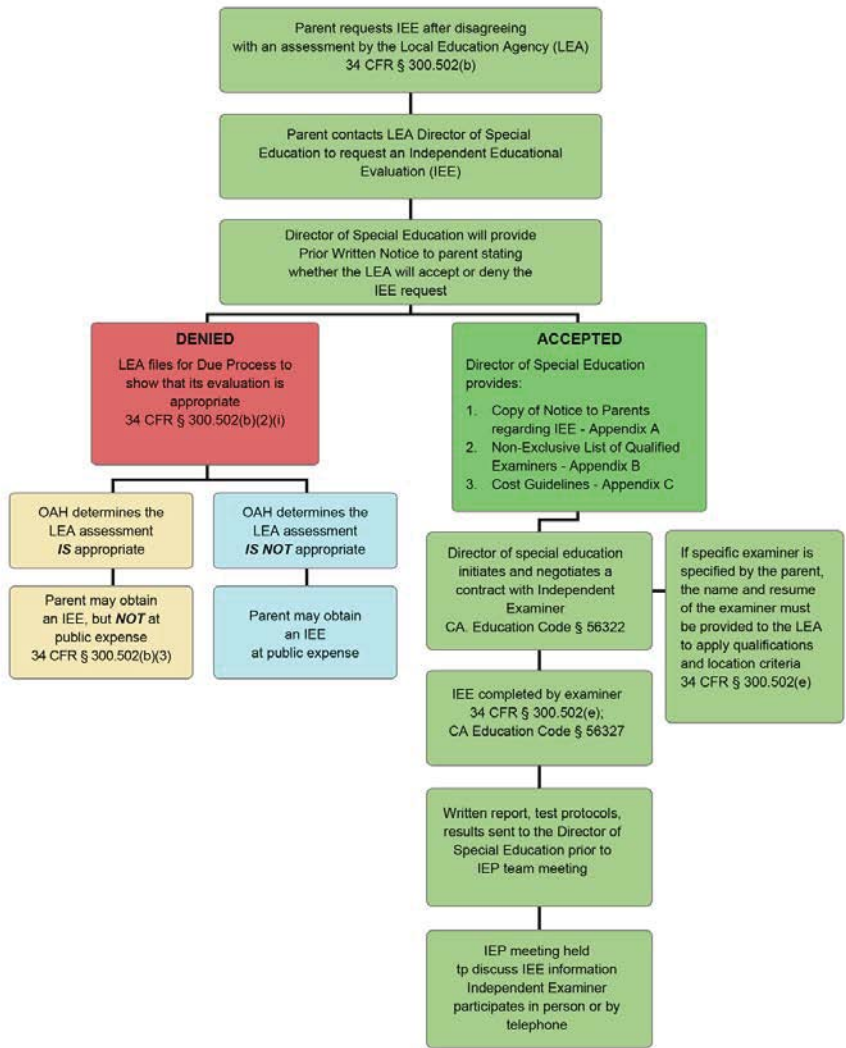 Parent requests IEE after disagreeing
with an assessment by the Local Education Agency (LEA)
34 CFR § 300.502(b)
Parent contacts LEA Director of Special
Education to request an Independent Educational
Evaluation (IEE)
Director of Special Education will provide
Prior Written Notice to parent stating
whether the LEA will accept or deny the
IEE request
DENIED
LEA files for Due Process to
show that its evaluation is
appropriate
34 CFR § 300.502(b)(2)(i)
OAH determines the
LEA assessment
IS appropriate
Parent may obtain
an IEE, but NOT at
public expense
34 CFR § 300.502(b)(3)
OAH determines the
LEA assessment
IS NOT appropriate
Parent may obtain
an IEE
at public expense
ACCEPTED
Director of Special Education
provides:
1. Copy of Notice to Parents
regarding IEE - Appendix A
2. Non-Exclusive List of Qualified
Examiners - Appendix B
3. Cost Guidelines - Appendix C
Director of special education
initiates and negotiates a
contract with Independent
Examiner
CA. Education Code § 56322
If specific examiner is
specified by the parent,
the name and resume
of the examiner must
be provided to the LEA
to apply qualifications
and location criteria
34 CFR § 300.502(e)
IEE completed by examiner
34 CFR § 300.502(e);
CA Education Code § 56327
Written report, test protocols,
results sent to the Director of
Special Education prior to
IEP team meeting
IEP meeting held
tp discuss IEE information
Independent Examiner
participates in person or by
telephone